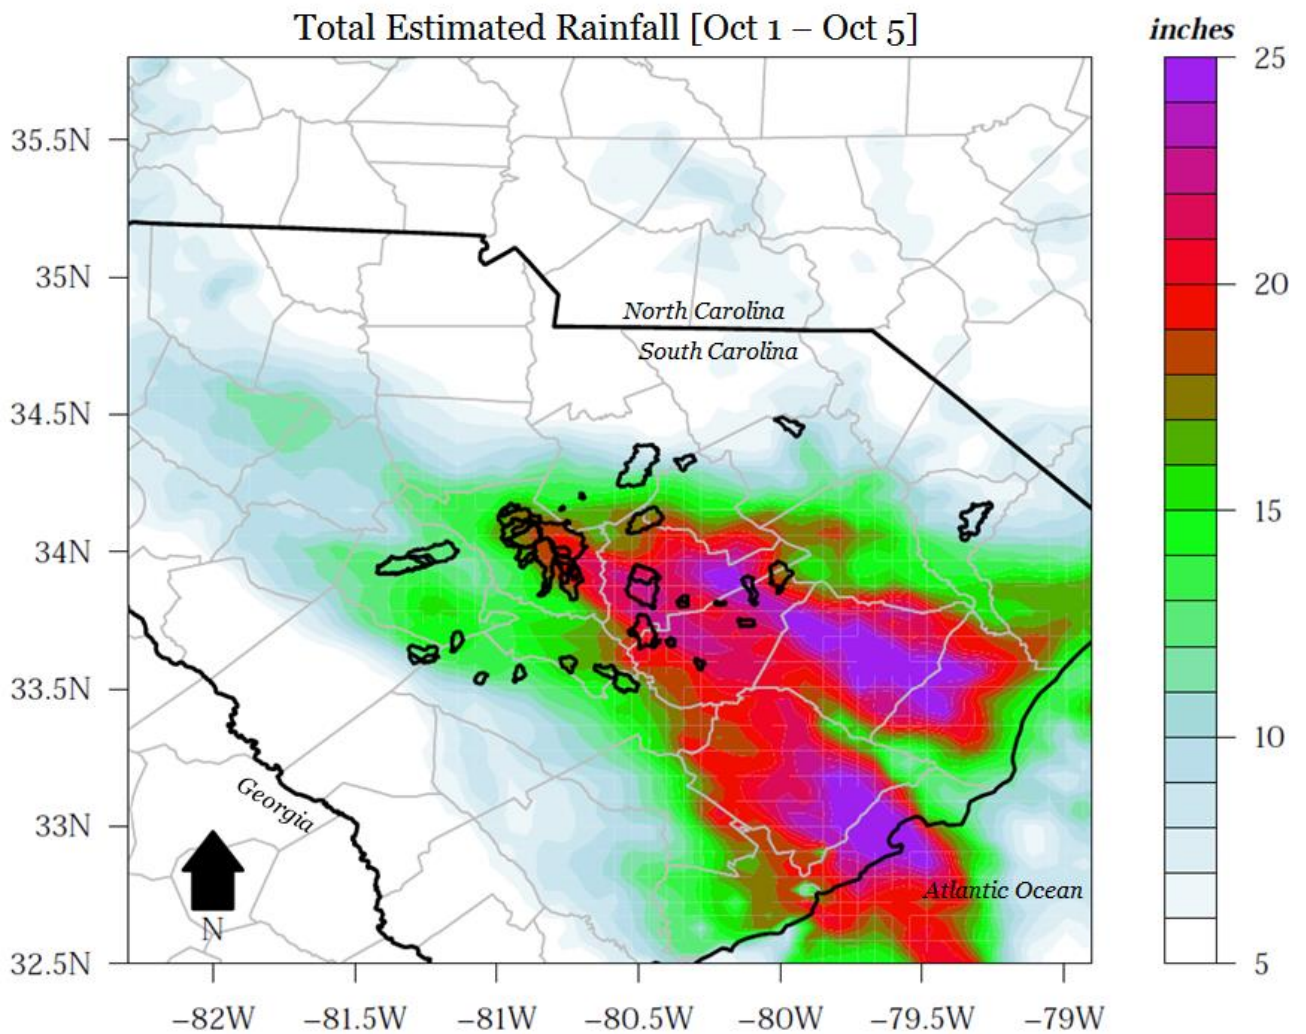 Total Estimated Rainfall [Oct 1 – Oct 5]
inches
25
20
15
10
5
35.5N
35N
34.5N
34N
33.5N
33N
32.5N
North Carolina
South Carolina
Georgia
Atlantic Ocean
N
−82W
−81.5W
−81W
−80.5W
−80W
−79.5W
−79W